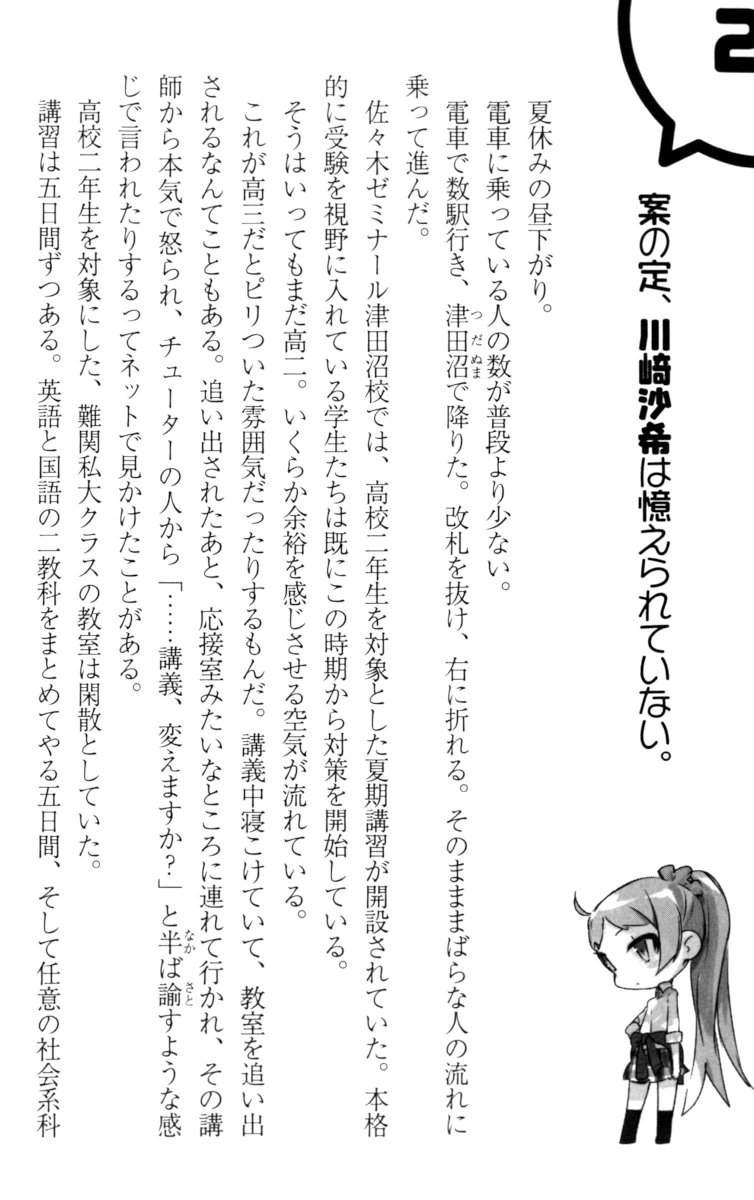 2
案の定、川﨑沙希は憶えられていない。
夏休みの昼下がり。
電車に乗っている人の数が普段より少ない。
電車で数駅行き、津田沼で降りた。改札を抜け、右に折れる。そのまままばらな人の流れに
つだぬま
乗って進んだ。
佐々木ゼミナール津田沼校では、高校二年生を対象とした夏期講習が開設されていた。本格
的に受験を視野に入れている学生たちは既にこの時期から対策を開始している。
そうはいってもまだ高二。いくらか余裕を感じさせる空気が流れている。
これが高三だとピリついた雰囲気だったりするもんだ。講義中寝こけていて、教室を追い出
されるなんてこともある。追い出されたあと、応接室みたいなところに連れて行かれ、その講
師から本気で怒られ、チューターの人から「……講義、変えますか？」と半ば諭すような感
なか
さと
じで言われたりするってネットで見かけたことがある。
高校二年生を対象にした、難関私大クラスの教室は閑散としていた。
講習は五日間ずつある。英語と国語の二教科をまとめてやる五日間、そして任意の社会系科